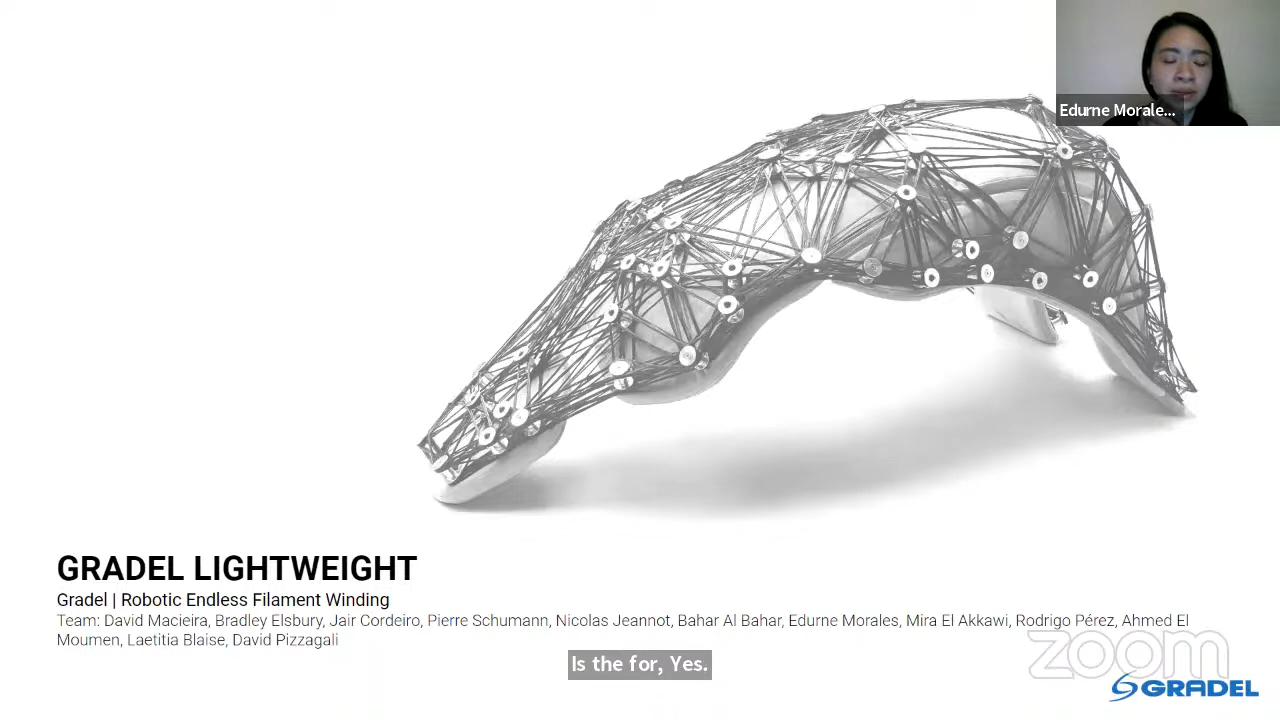 Edurne Morale...
GRADEL LIGHTWEIGHT
Gradel | Robotic Endless Filament Winding
Team: David Macieira, Bradley Elsbury, Jair Cordeiro, Pierre Schumann, Nicolas Jeannot, Bahar Al Bahar, Edurne Morales, Mira El Akkawi, Rodrigo Pérez, Ahmed El
Moumen, Laetitia Blaise, David Pizzagali
Is the for, Yes.
zoom
GRADEL